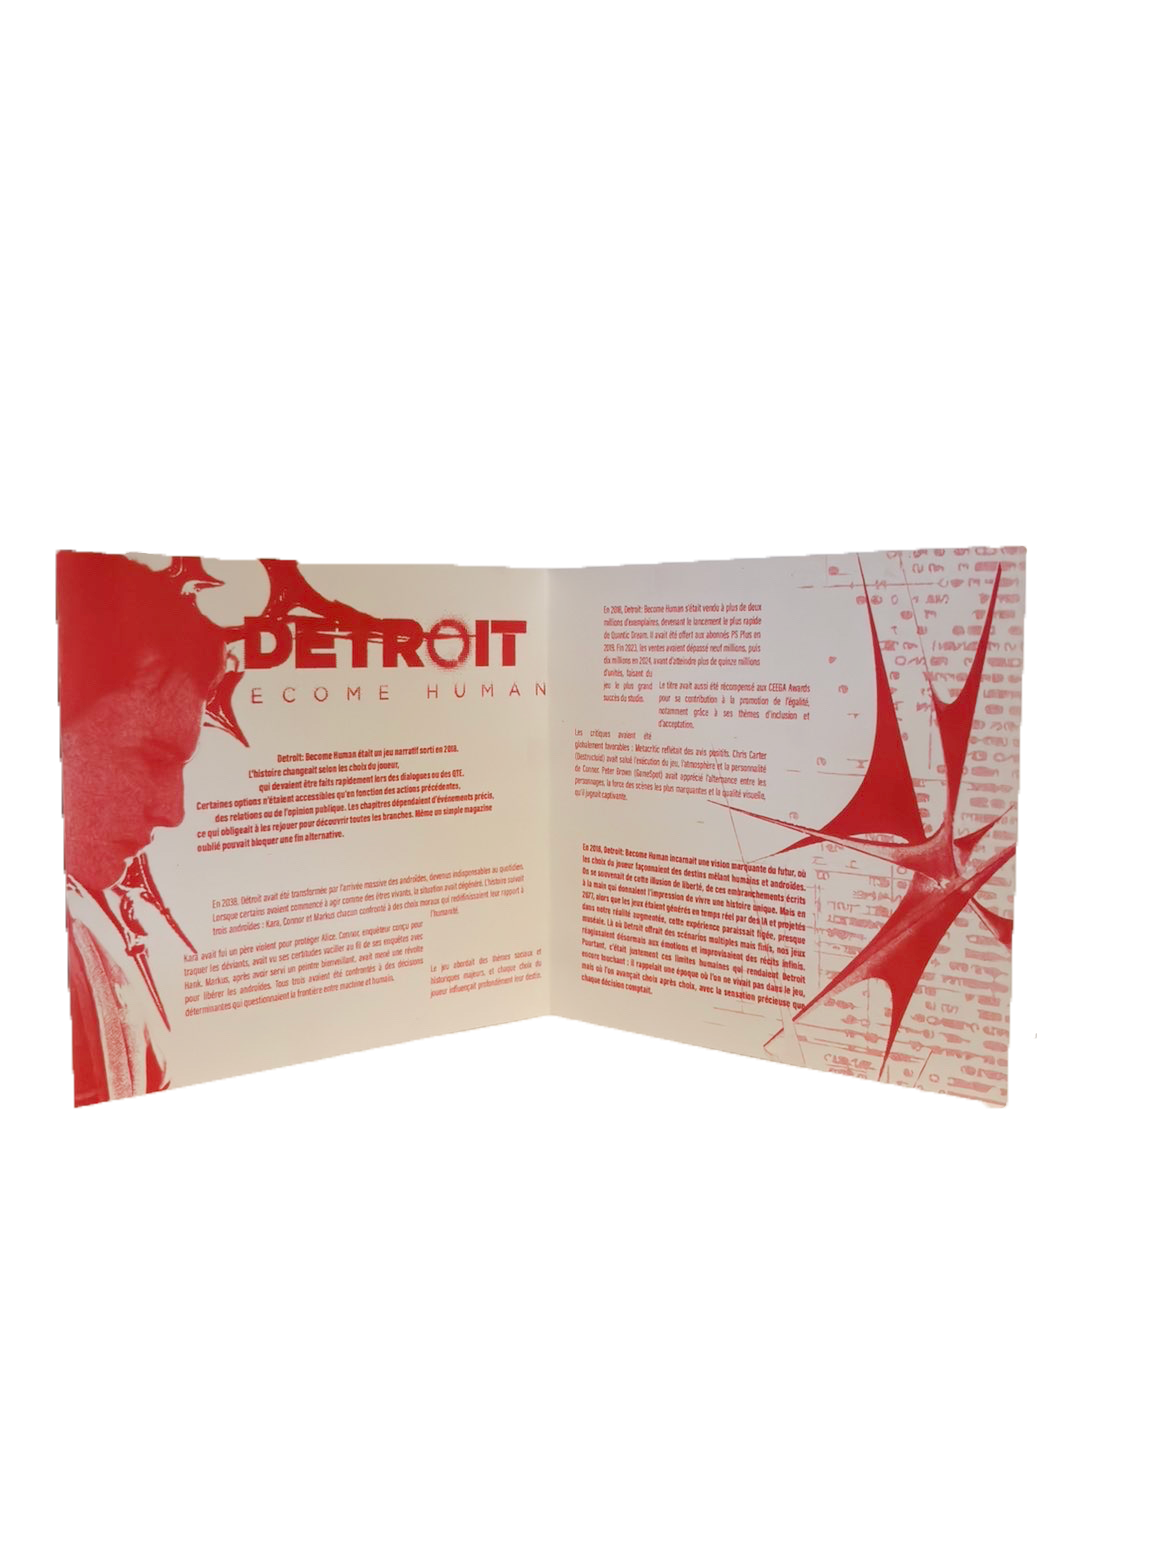 DETROIT
ECOME HUMAN
Detroit: Become Human était un jeu narratif sorti en 2018.
L'histoire changeait selon les choix du joueur,
qui devaient être faits rapidement lors des dialogues ou des QTE.
Certaines options n'étaient accessibles qu'en fonction des actions précédentes,
des relations ou de l'opinion publique. Les chapitres dépendaient d'événements précis,
ce qui obligeait à les rejouer pour découvrir toutes les branches. Même un simple magazine
oublié pouvait bloquer une fin alternative.
En 2038, Détroit avait été transformée par l'arrivée massive des androïdes, devenus indispensables au quotidien.
Lorsque certains avaient commencé à agir comme des êtres vivants, la situation avait dégénéré. L'histoire suivait
trois androïdes : Kara, Connor et Markus chacun confronté à des choix moraux qui redéfinissaient leur rapport à
l'humanité.
Kara avait fui un père violent pour protéger Alice. Connor, enquêteur conçu pour
traquer les déviants, avait vu ses certitudes vaciller au fil de ses enquêtes avec
Hank. Markus, après avoir servi un peintre bienveillant, avait mené une révolte
pour libérer les androïdes. Tous trois avaient été confrontés à des décisions
déterminantes qui questionnaient la frontière entre machine et humain.
Le jeu abordait des thèmes sociaux et
historiques majeurs, et chaque choix du
joueur influençait profondément leur destin.
En 2018, Detroit: Become Human s'était vendu à plus de deux
millions d'exemplaires, devenant le lancement le plus rapide
de Quantic Dream. Il avait été offert aux abonnés PS Plus en
2019. Fin 2023, les ventes avaient dépassé neuf millions, puis
dix millions en 2024, avant d'atteindre plus de quinze millions
d'unités, faisant du
jeu le plus grand
succès du studio.
Le titre avait aussi été récompensé aux CEEGA Awards
pour sa contribution à la promotion de l'égalité,
notamment grâce à ses thèmes d'inclusion et
d'acceptation.
Les critiques avaient été
globalement favorables : Metacritic reflétait des avis positifs. Chris Carter
(Destructoid) avait salué l'exécution du jeu, l'atmosphère et la personnalité
de Connor. Peter Brown (GameSpot) avait apprécié l'alternance entre les
personnages, la force des scènes les plus marquantes et la qualité visuelle,
qu'il jugeait captivante.
En 2018, Detroit: Become Human incarnait une vision marquante du futur, où
les choix du joueur façonnaient des destins mêlant humains et androïdes.
On se souvenait de cette illusion de liberté, de ces embranchements écrits
à la main qui donnaient l'impression de vivre une histoire unique. Mais en
2077, alors que les jeux étaient générés en temps réel par des IA et projetés
dans notre réalité augmentée, cette expérience paraissait figée, presque
muséale. Là où Detroit offrait des scénarios multiples mais finis, nos jeux
réagissaient désormais aux émotions et improvisaient des récits infinis.
Pourtant, c'était justement ces limites humaines qui rendaient Detroit
encore touchant : il rappelait une époque où l'on ne vivait pas dans le jeu,
mais où l'on avançait choix après choix, avec la sensation précieuse que
chaque décision comptait.